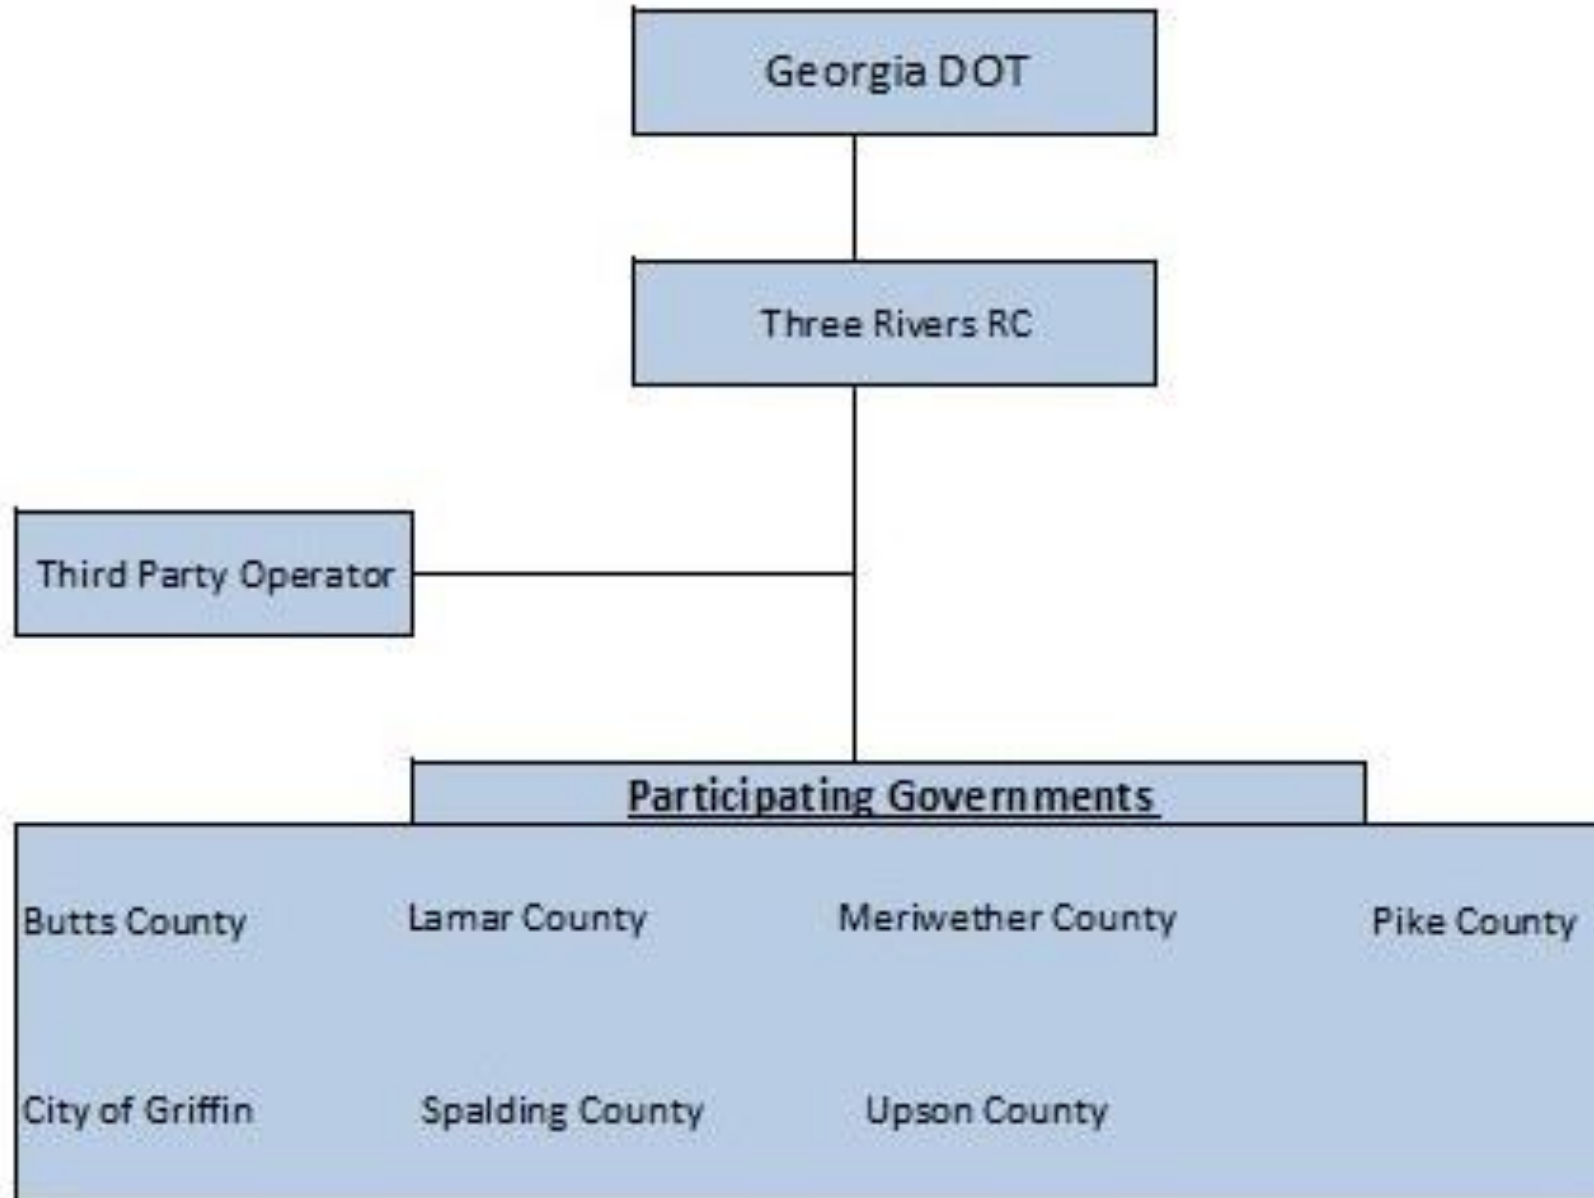 Georgia DOT
Three Rivers RC
Third Party Operator
Participating Governments
Butts County
Lamar County
Meriwether County
Pike County
City of Griffin
Spalding County
Upson County